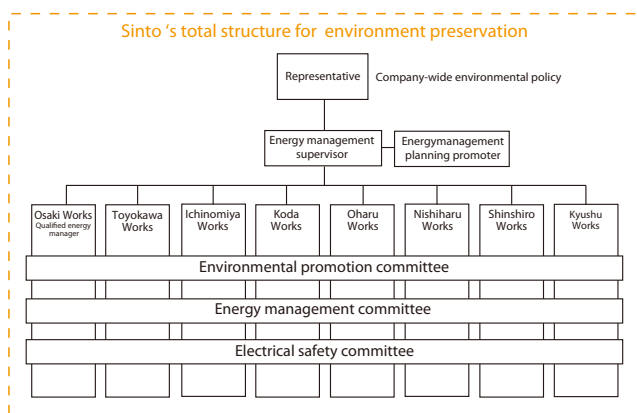 Sinto ‘s total structure for environment preservation
Representative
Company-wide environmental policy
Energy management
supervisor
Energymanagement
planning promoter
Osaki Works
Qualified energy
manager
Toyokawa
Works
Ichinomiya
Works
Koda
Works
Oharu
Works
Nishiharu
Works
Shinshiro
Works
Kyushu
Works
Environmental promotion committee
Energy management committee
Electrical safety committee